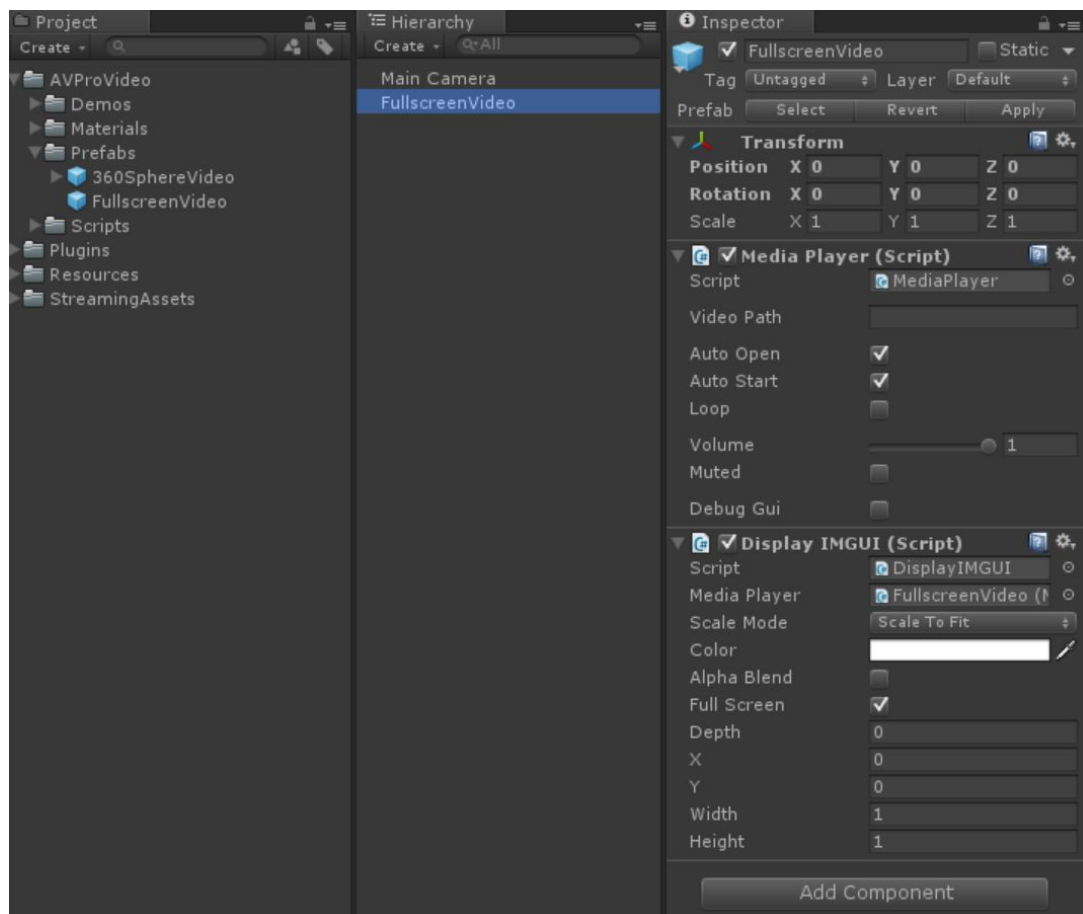 Project
Create
AVProVideo
Demos
Materials
Prefabs
360SphereVideo
FullscreenVideo
Scripts
Plugins
Resources
StreamingAssets
Hierarchy
Create All
Main Camera
FullscreenVideo
Inspector
FullscreenVideo Static
Tag Untagged Layer Default
Prefab Select Revert Apply
Transform
Position X 0 Y 0 Z 0
Rotation X 0 Y 0 Z 0
Scale X 1 Y 1 Z 1
Media Player (Script)
Script MediaPlayer
Video Path
Auto Open
Auto Start
Loop
Volume 1
Muted
Debug Gui
Display IMGUI (Script)
Script DisplayIMGUI
Media Player FullscreenVideo (M
Scale Mode Scale To Fit
Color
Alpha Blend
Full Screen
Depth 0
X 0
Y 0
Width 1
Height 1
Add Component